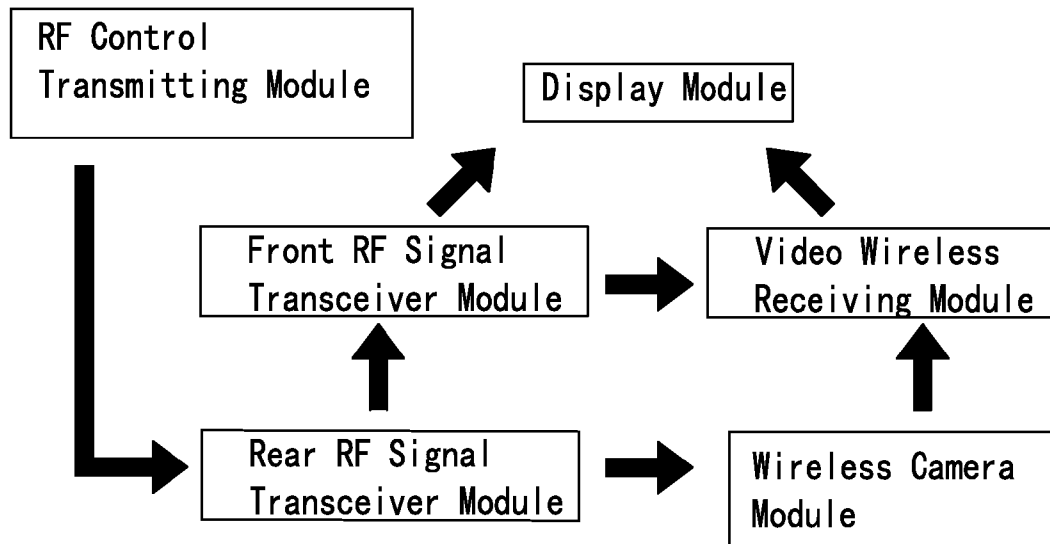 RF Control
Transmitting Module
Display Module
Front RF Signal
Transceiver Module
Video Wireless
Receiving Module
Rear RF Signal
Transceiver Module
Wireless Camera
Module